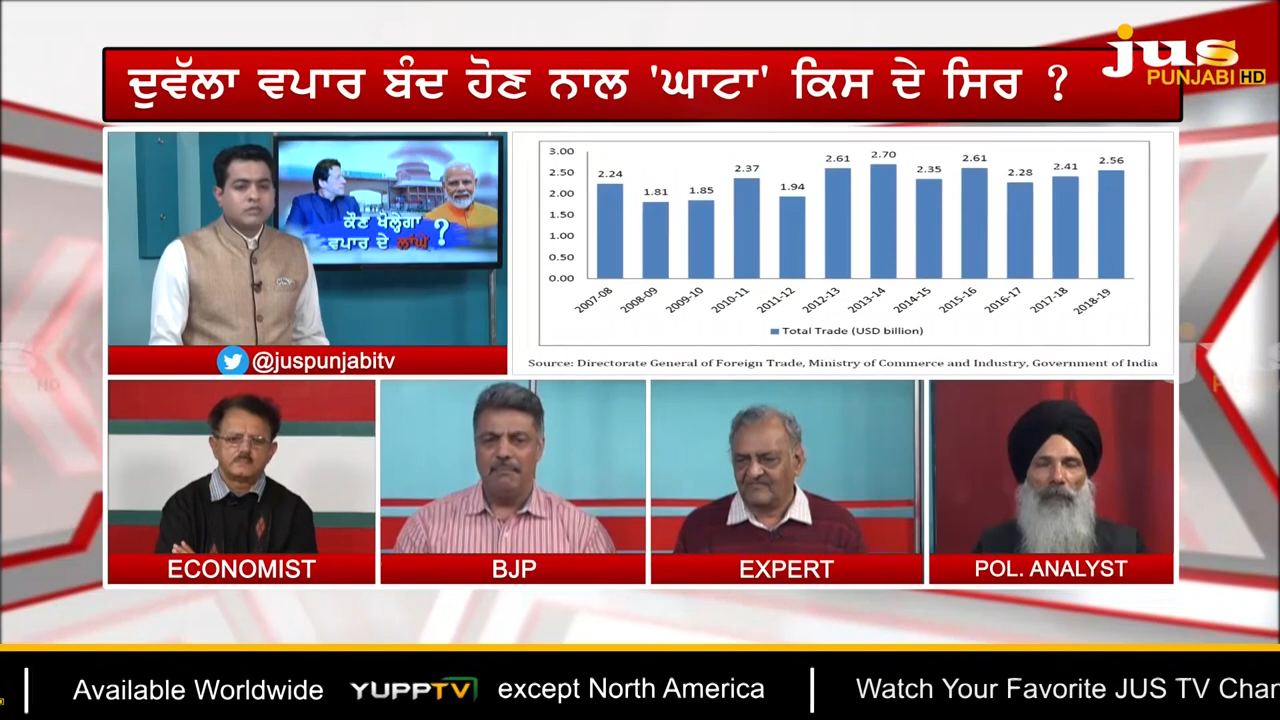 ਦੁਵੱਲਾ ਵਪਾਰ ਬੰਦ ਹੋਣ ਨਾਲ 'ਘਾਟਾ' ਕਿਸ ਦੇ ਸਿਰ ?
jus
PUNJABI HD
ਕੌਣ ਖੋਲ੍ਹੇਗਾ
ਵਪਾਰ ਦੇ ਲਾਂਘੇ ?
@juspunjabitv
3.00
2.50
2.00
1.50
1.00
0.50
0.00
2.24 1.81 1.85 2.37 1.94 2.61 2.70 2.35 2.61 2.28 2.41 2.56
2007-08 2008-09 2009-10 2010-11 2011-12 2012-13 2013-14 2014-15 2015-16 2016-17 2017-18 2018-19
Total Trade (USD billion)
Source: Directorate General of Foreign Trade, Ministry of Commerce and Industry, Government of India
ECONOMIST
BJP
EXPERT
POL. ANALYST
Available Worldwide YUPPTV except North America
Watch Your Favorite JUS TV Chan